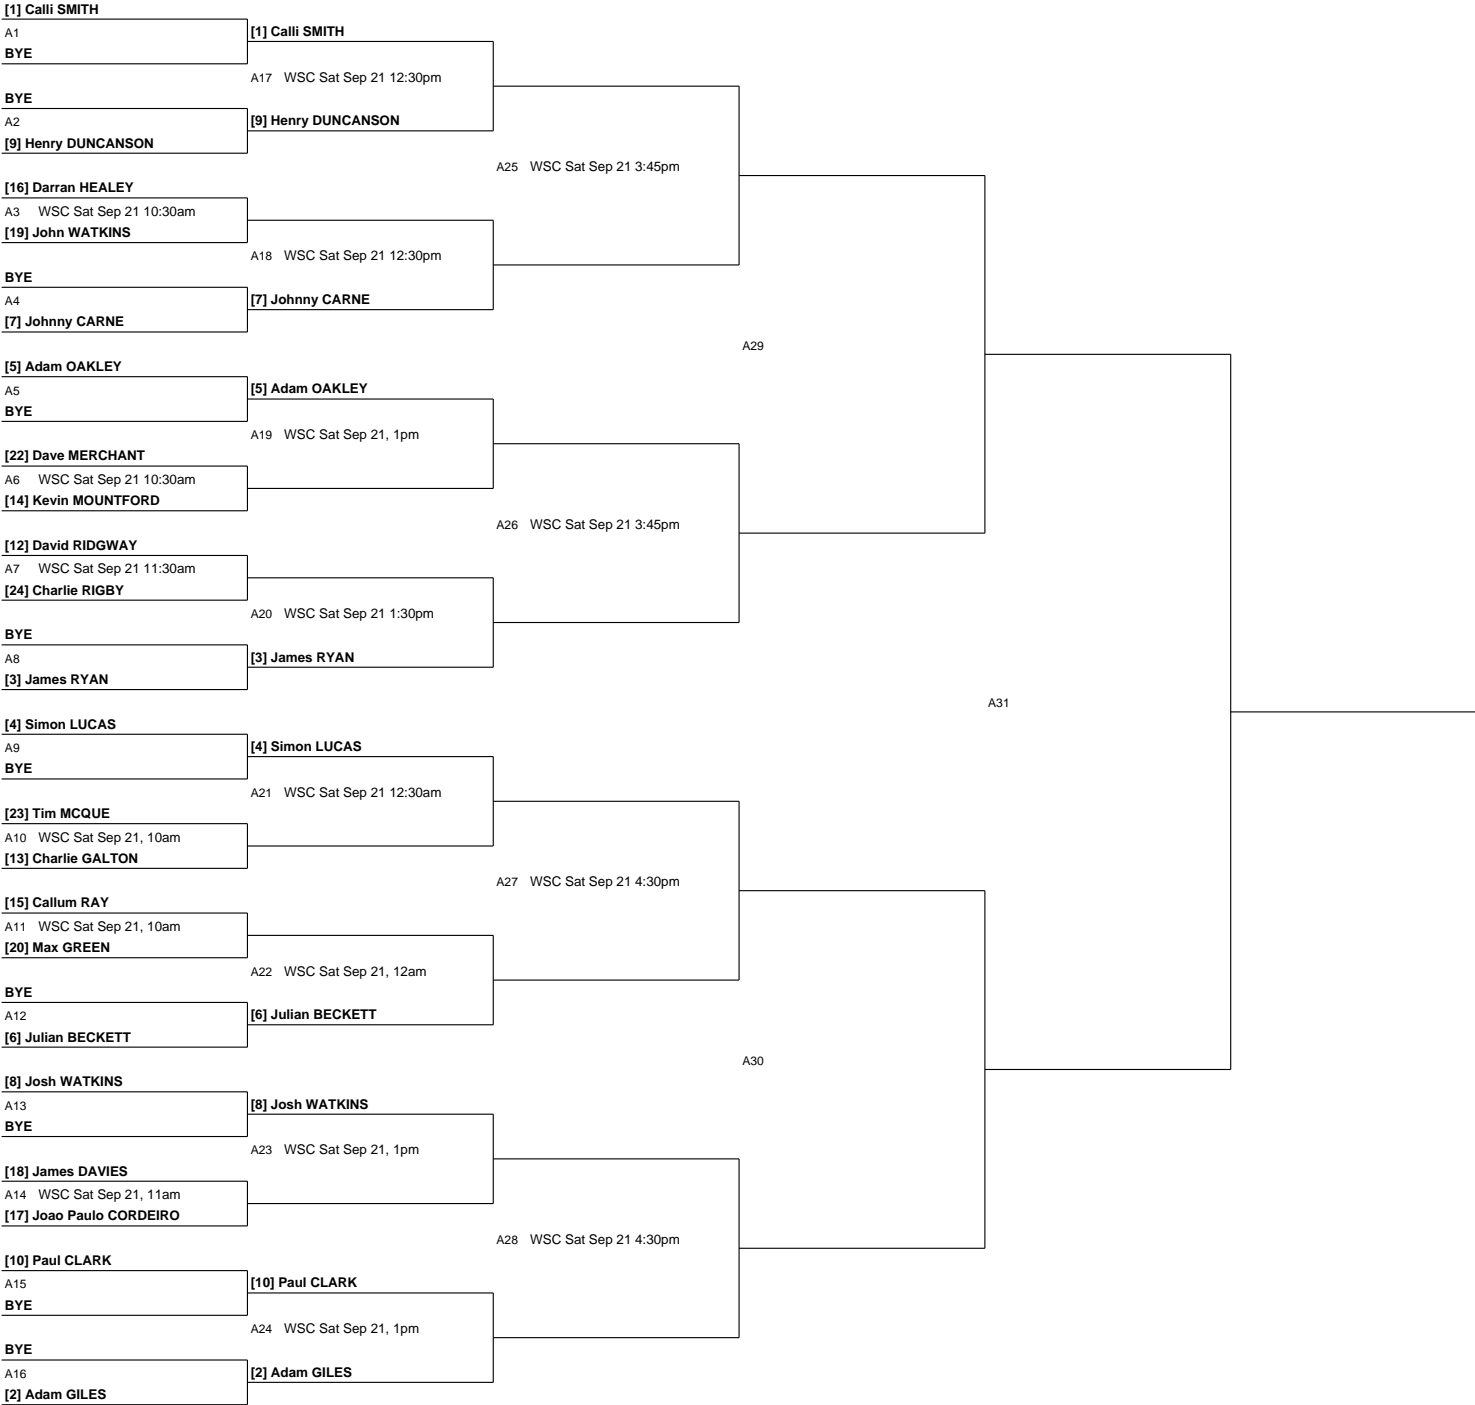 [1] Calli SMITH
A1
BYE
[1] Calli SMITH
A17 WSC Sat Sep 21 12:30pm
BYE
A2
[9] Henry DUNCANSON
[9] Henry DUNCANSON
A25 WSC Sat Sep 21 3:45pm
[16] Darran HEALEY
A3 WSC Sat Sep 21 10:30am
[19] John WATKINS
A18 WSC Sat Sep 21 12:30pm
BYE
A4
[7] Johnny CARNE
[7] Johnny CARNE
A29
[5] Adam OAKLEY
A5
BYE
[5] Adam OAKLEY
A19 WSC Sat Sep 21, 1pm
[22] Dave MERCHANT
A6 WSC Sat Sep 21 10:30am
[14] Kevin MOUNTFORD
A26 WSC Sat Sep 21 3:45pm
[12] David RIDGWAY
A7 WSC Sat Sep 21 11:30am
[24] Charlie RIGBY
A20 WSC Sat Sep 21 1:30pm
BYE
A8
[3] James RYAN
[3] James RYAN
A31
[4] Simon LUCAS
A9
BYE
[4] Simon LUCAS
A21 WSC Sat Sep 21 12:30am
[23] Tim MCQUE
A10 WSC Sat Sep 21, 10am
[13] Charlie GALTON
A27 WSC Sat Sep 21 4:30pm
[15] Callum RAY
A11 WSC Sat Sep 21, 10am
[20] Max GREEN
A22 WSC Sat Sep 21, 12am
BYE
A12
[6] Julian BECKETT
[6] Julian BECKETT
A30
[8] Josh WATKINS
A13
BYE
[8] Josh WATKINS
A23 WSC Sat Sep 21, 1pm
[18] James DAVIES
A14 WSC Sat Sep 21, 11am
[17] Joao Paulo CORDEIRO
A28 WSC Sat Sep 21 4:30pm
[10] Paul CLARK
A15
BYE
[10] Paul CLARK
A24 WSC Sat Sep 21, 1pm
BYE
A16
[2] Adam GILES
[2] Adam GILES